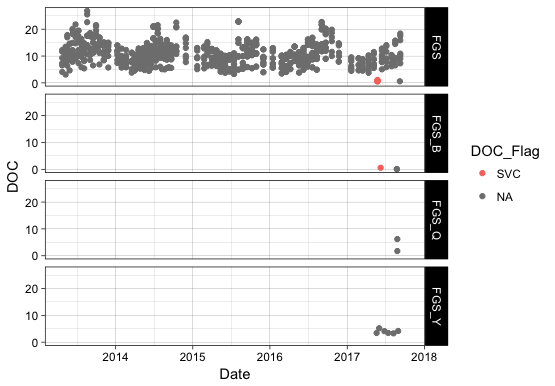 20
10
0
FGS
20
10
0
FGS_B
20
10
0
FGS_Q
20
10
0
FGS_Y
DOC
2014
2015
2016
2017
2018
Date
DOC_Flag
SVC
NA